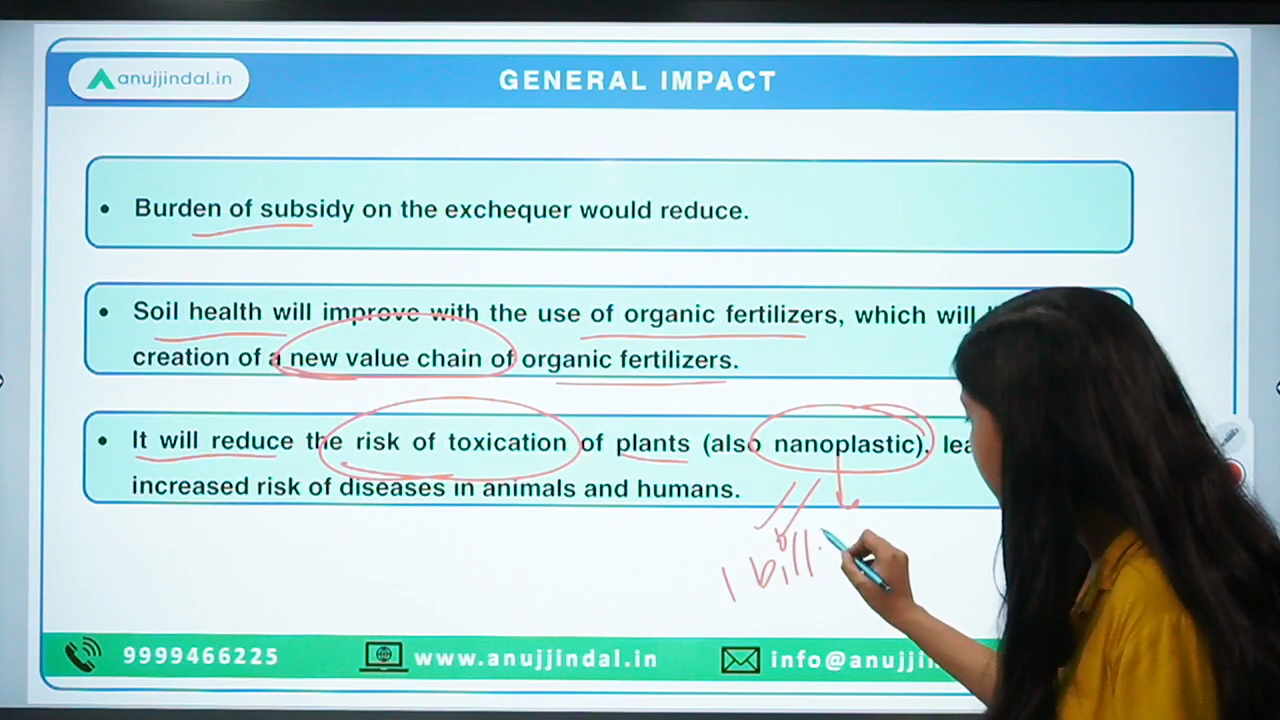 anujjindal.in
GENERAL IMPACT
• Burden of subsidy on the exchequer would reduce.
• Soil health will improve with the use of organic fertilizers, which will
creation of a new value chain of organic fertilizers.
• It will reduce the risk of toxication of plants (also nanoplastic),
increased risk of diseases in animals and humans.
1 bill
9999466225
www.anujjindal.in
info@anujjin